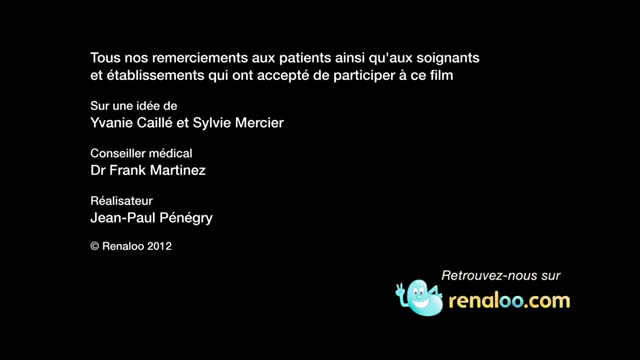 Tous nos remerciements aux patients ainsi qu'aux soignants
et établissements qui ont accepté de participer à ce film
Sur une idée de
Yvanie Caillé et Sylvie Mercier
Conseiller médical
Dr Frank Martinez
Réalisateur
Jean-Paul Pénégry
© Renaloo 2012
Retrouvez-nous sur
renaloo.com